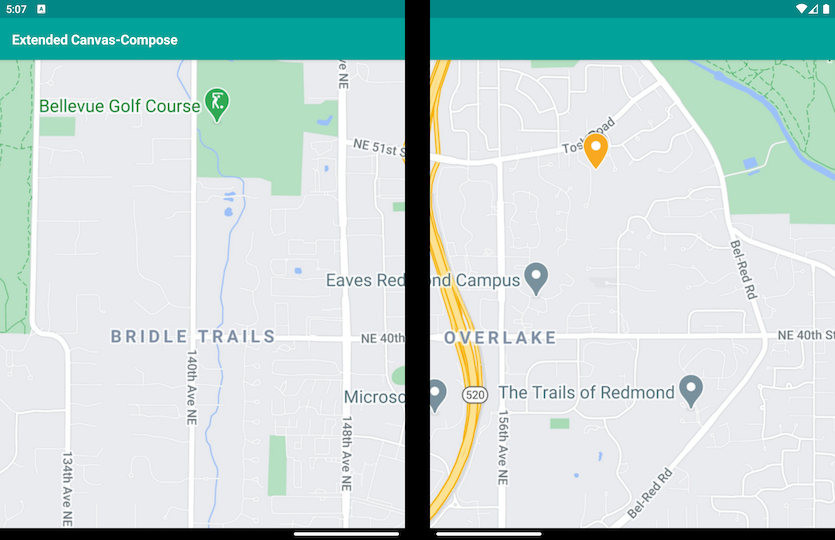 5:07
A
Extended Canvas-Compose
ve NE
Bellevue Golf Course
NE 51st S
Tosh Road
Bel-Red Rd
Eaves Redmond Campus
BRIDLE TRAILS
NE 40th
OVERLAKE
NE 40th St
140th Ave NE
Microso
520
The Trails of Redmond
148th Ave NE
156th Ave NE
134th Ave NE
Bel-Red Rd